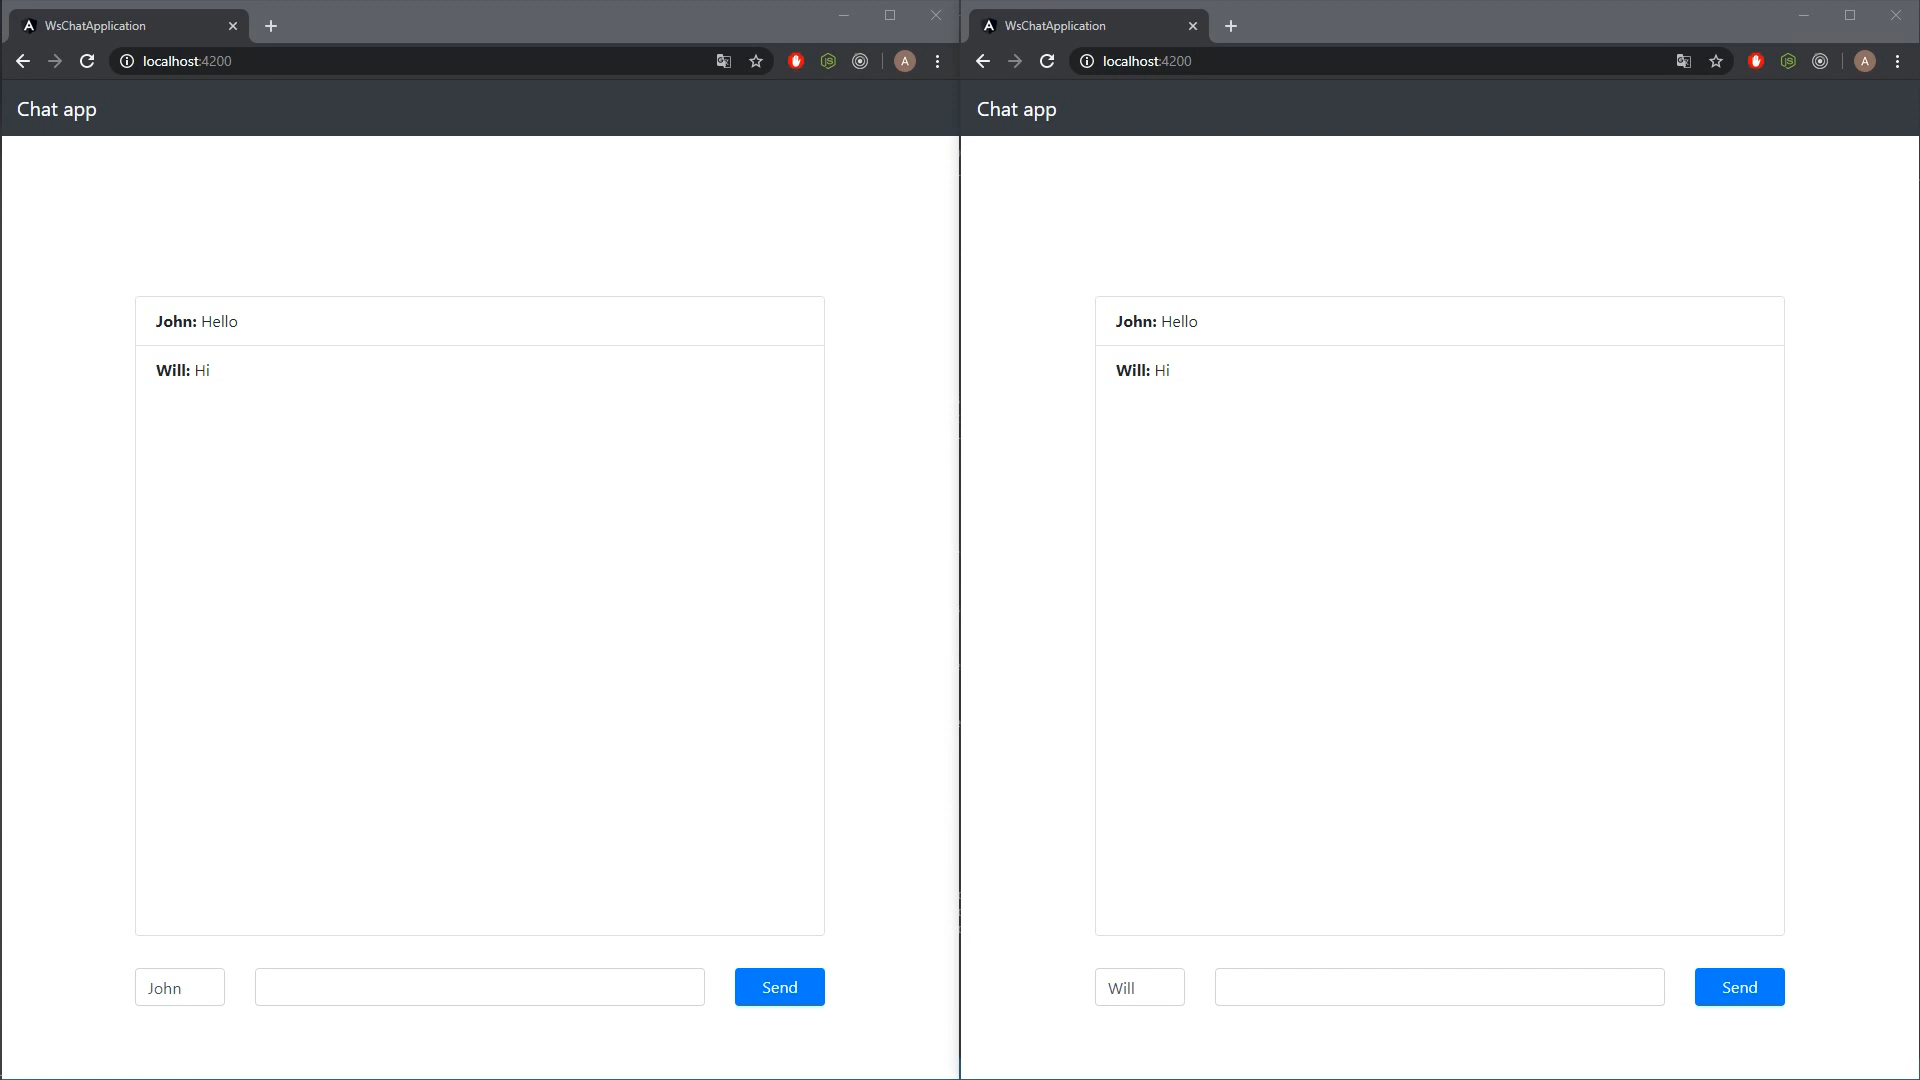 WsChatApplication
localhost:4200
A
Chat app
John: Hello
Will: Hi
John
Send
WsChatApplication
localhost:4200
A
Chat app
John: Hello
Will: Hi
Will
Send